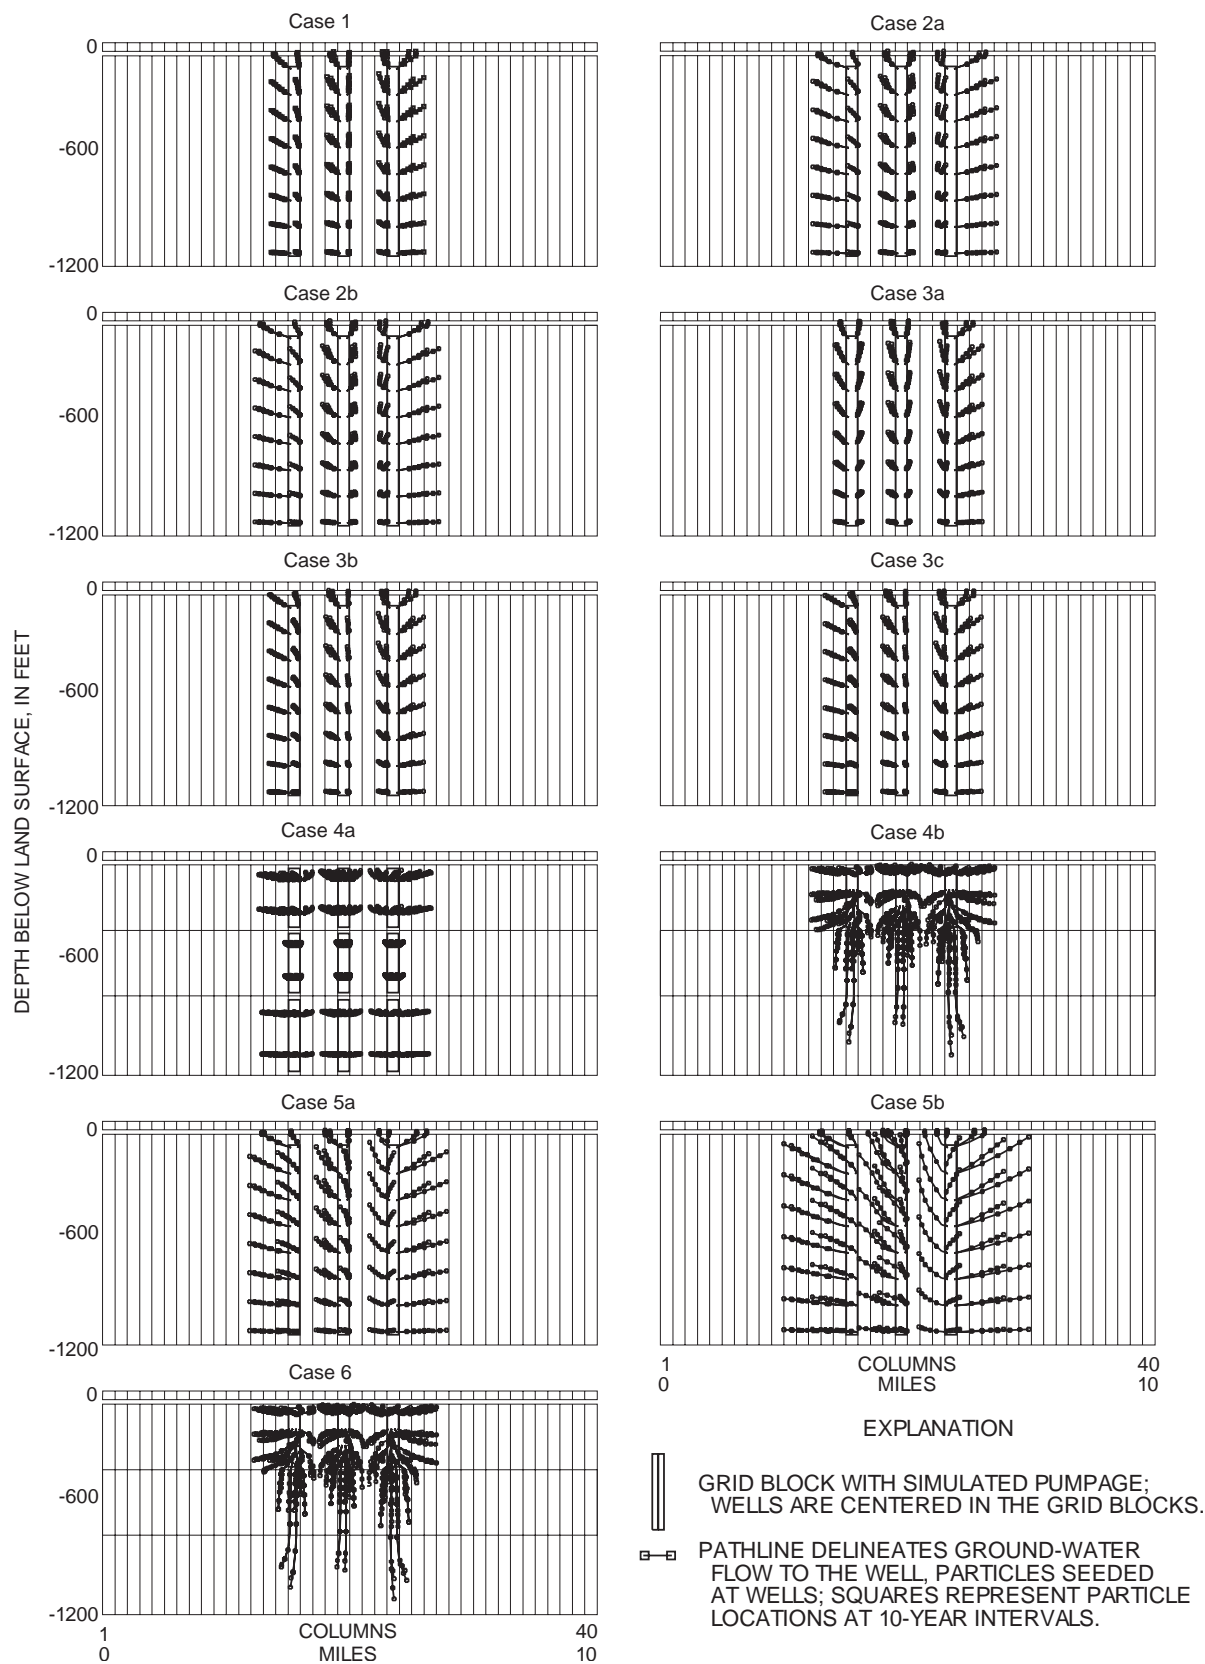 Case 1
Case 2a
0
-600
-1200
Case 2b
Case 3a
0
-600
-1200
Case 3b
Case 3c
0
-600
-1200
DEPTH BELOW LAND SURFACE, IN FEET
Case 4a
Case 4b
0
-600
-1200
Case 5a
Case 5b
0
-600
-1200
1 COLUMNS 40
0 MILES 10
Case 6
0
-600
-1200
1 COLUMNS 40
0 MILES 10
EXPLANATION
GRID BLOCK WITH SIMULATED PUMPAGE;
WELLS ARE CENTERED IN THE GRID BLOCKS.
PATHLINE DELINEATES GROUND-WATER
FLOW TO THE WELL, PARTICLES SEEDED
AT WELLS; SQUARES REPRESENT PARTICLE
LOCATIONS AT 10-YEAR INTERVALS.